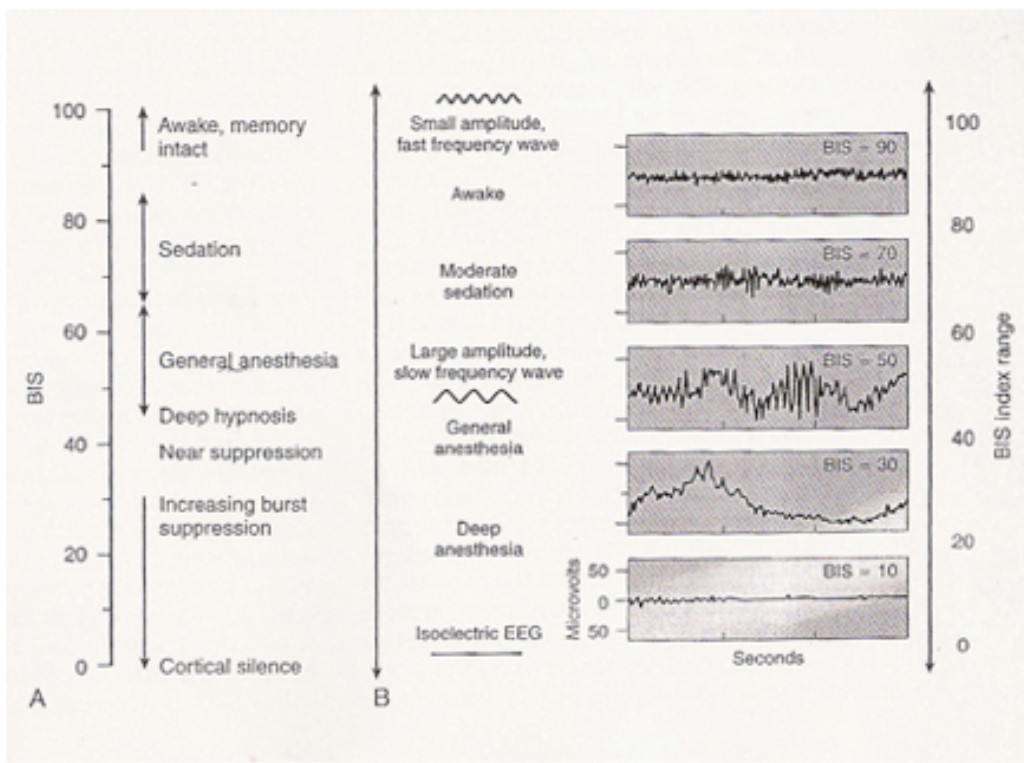 100
80
60
40
20
0
BIS
Awake, memory
intact
Sedation
General anesthesia
Deep hypnosis
Near suppression
Increasing burst
suppression
Cortical silence
A
Small amplitude,
fast frequency wave
Awake
Moderate
sedation
Large amplitude,
slow frequency wave
General
anesthesia
Deep
anesthesia
Isoelectric EEG
B
BIS = 90
BIS = 70
BIS = 50
BIS = 30
BIS = 10
Microvolts
50
0
50
Seconds
100
80
60
40
20
0
BIS index range